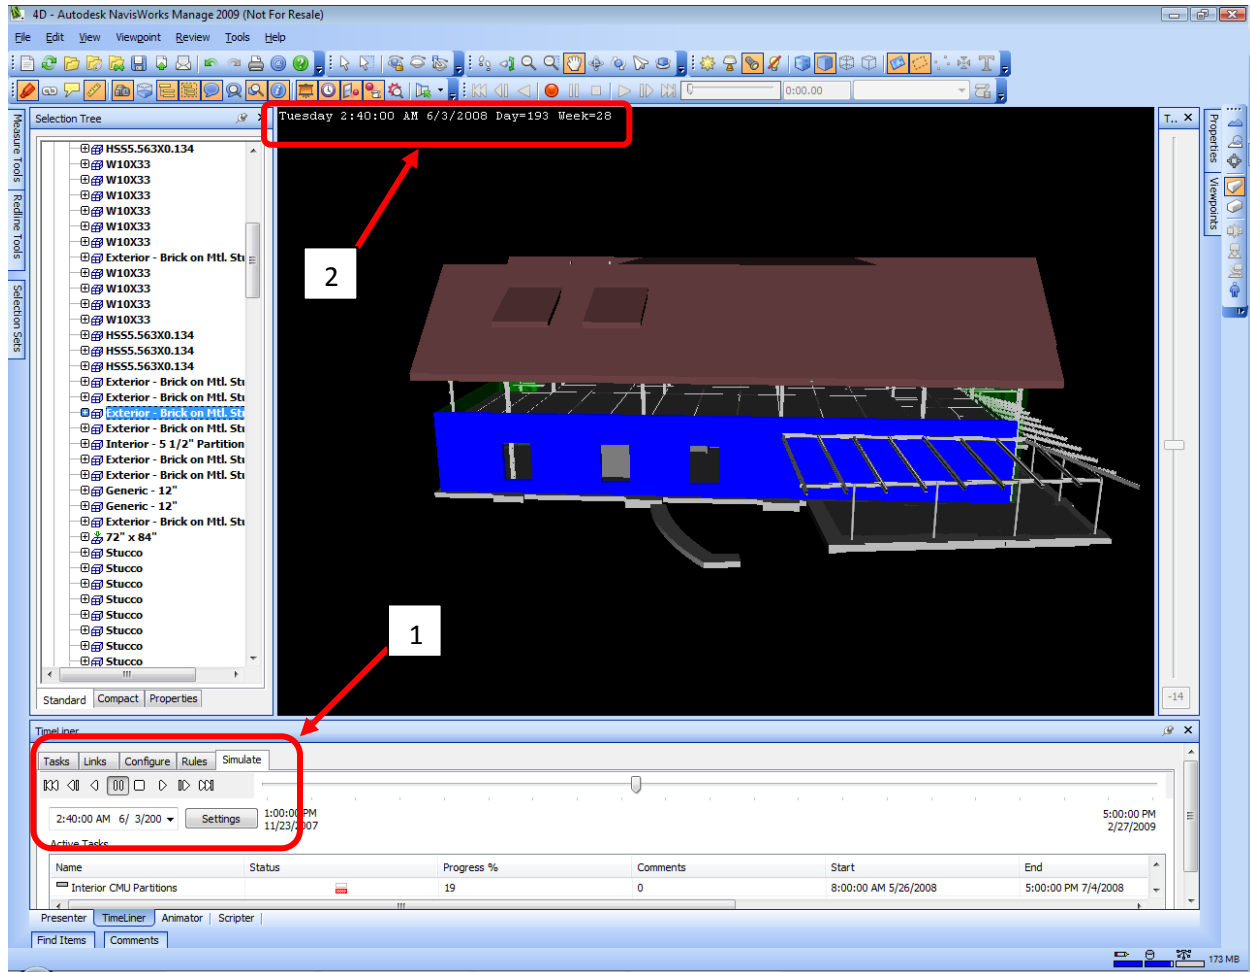 4D - Autodesk NavisWorks Manage 2009 (Not For Resale)
File Edit View Viewpoint Review Tools Help
0:00.00
Measure Tools
Redline Tools
Selection Sets
Selection Tree
HSS5.563X0.134
W10X33
W10X33
W10X33
W10X33
W10X33
W10X33
Exterior - Brick on Mtl. Stu
W10X33
W10X33
W10X33
W10X33
HSS5.563X0.134
HSS5.563X0.134
HSS5.563X0.134
Exterior - Brick on Mtl. Stu
Exterior - Brick on Mtl. Stu
Exterior - Brick on Mtl. Stu
Exterior - Brick on Mtl. Stu
Interior - 5 1/2" Partition
Exterior - Brick on Mtl. Stu
Exterior - Brick on Mtl. Stu
Generic - 12"
Generic - 12"
Exterior - Brick on Mtl. Stu
72" x 84"
Stucco
Stucco
Stucco
Stucco
Stucco
Stucco
Stucco
Stucco
Standard Compact Properties
Tuesday 2:40:00 AM 6/3/2008 Day=193 Week=28
2
1
T..
-14
Properties
Viewpoints
TimeLiner
Tasks Links Configure Rules Simulate
2:40:00 AM 6/ 3/200 Settings
1:00:00 PM
11/23/2007
5:00:00 PM
2/27/2009
Active Tasks
Name Status Progress % Comments Start End
Interior CMU Partitions 19 0 8:00:00 AM 5/26/2008 5:00:00 PM 7/4/2008
Presenter TimeLiner Animator Scripter
Find Items Comments
173 MB